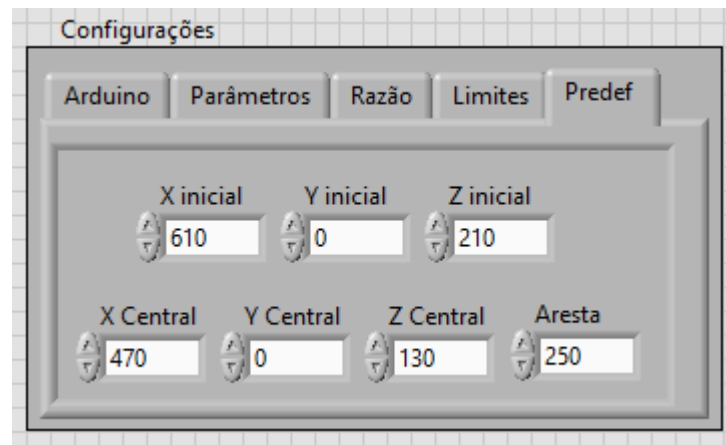 Configurações
Arduino Parâmetros Razão Limites Predef
X inicial Y inicial Z inicial
610 0 210
X Central Y Central Z Central Aresta
470 0 130 250